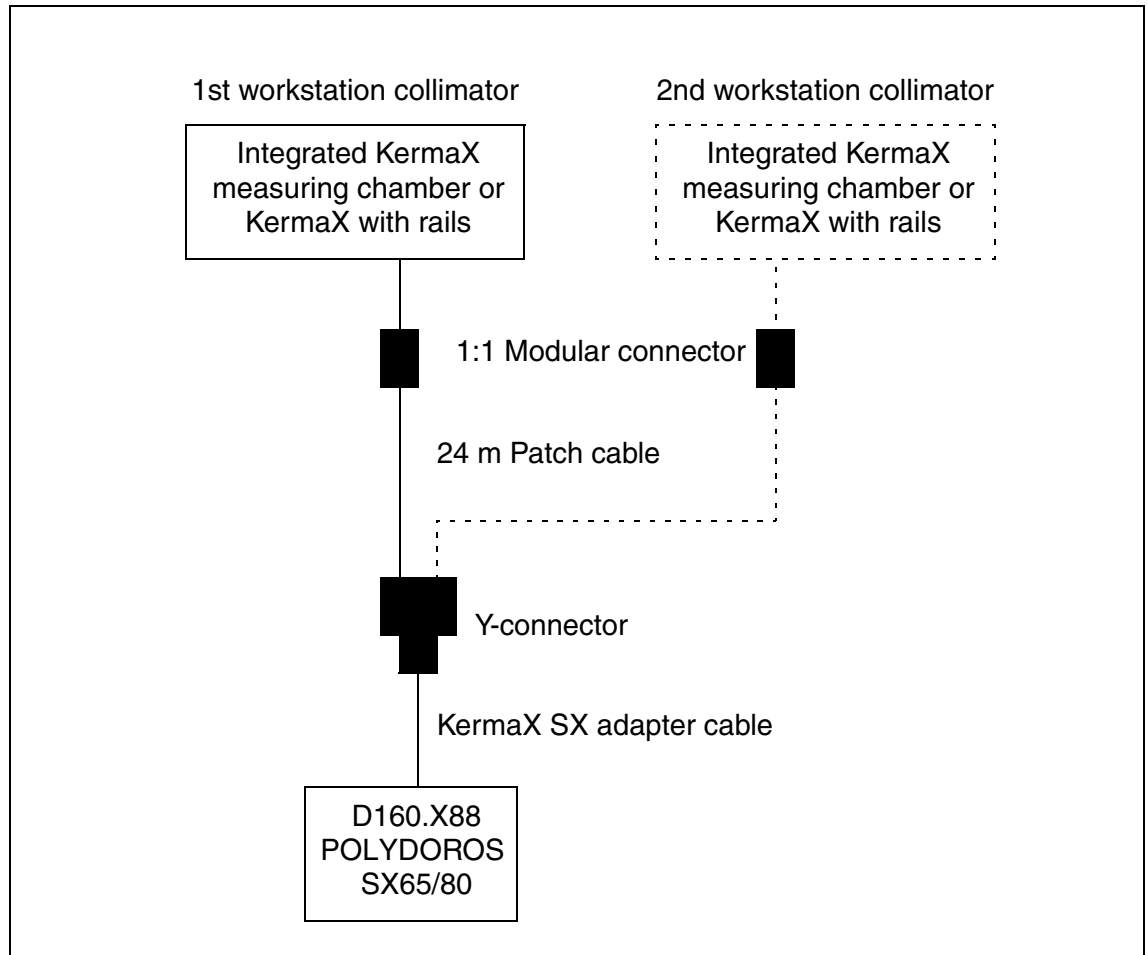 1st workstation collimator
2nd workstation collimator
Integrated KermaX
measuring chamber or
KermaX with rails
Integrated KermaX
measuring chamber or
KermaX with rails
1:1 Modular connector
24 m Patch cable
Y-connector
KermaX SX adapter cable
D160.X88
POLYDOROS
SX65/80